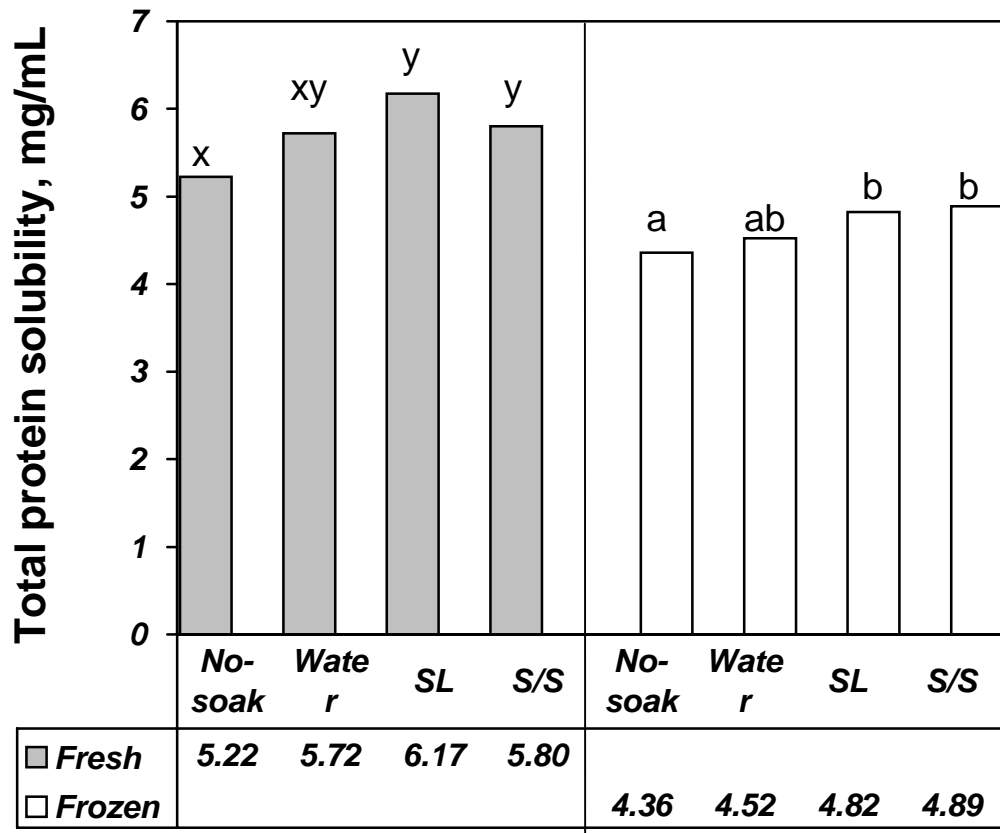 Total protein solubility, mg/mL
7
6
5
4
3
2
1
0
x
xy
y
y
a
ab
b
b
No-
soak
Wate
r
SL
S/S
No-
soak
Wate
r
SL
S/S
Fresh 5.22 5.72 6.17 5.80
Frozen 4.36 4.52 4.82 4.89